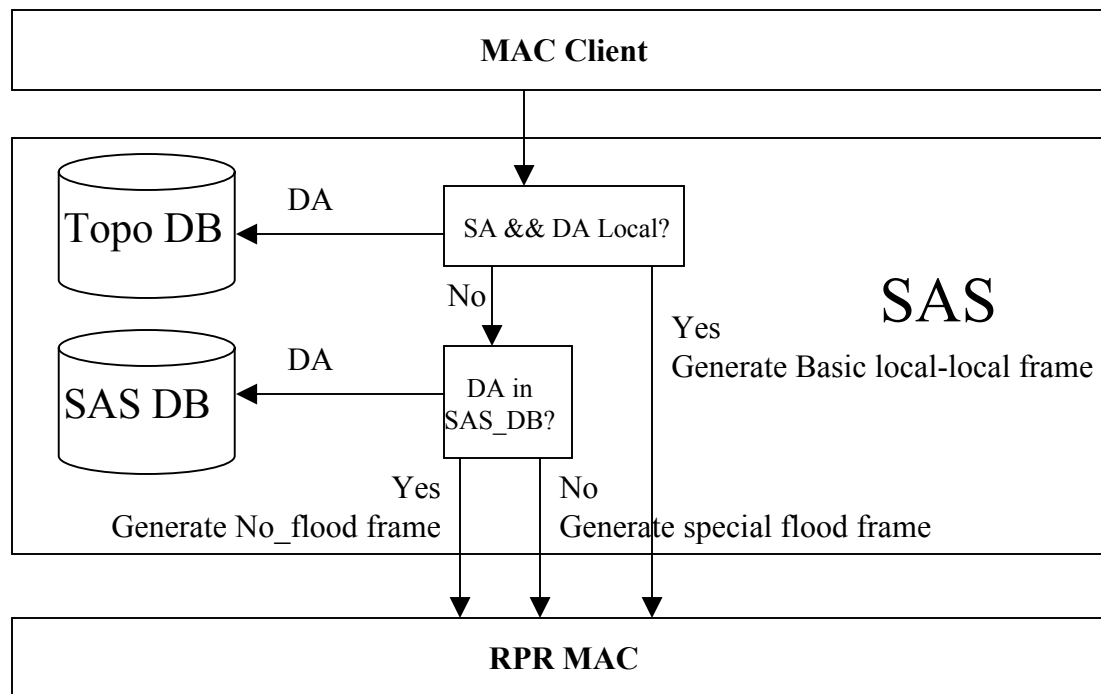 MAC Client
DA
Topo DB
SA && DA Local?
No
SAS
Yes
Generate Basic local-local frame
DA
SAS DB
DA in
SAS_DB?
Yes
Generate No_flood frame
No
Generate special flood frame
RPR MAC